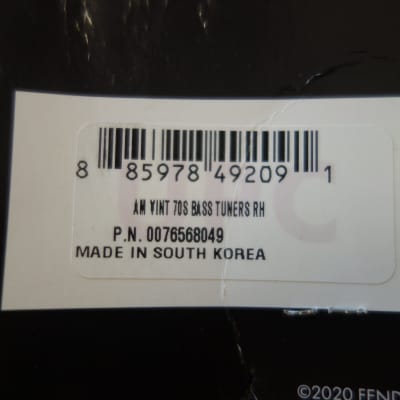 8 85978 49209 1
AM VINT 70S BASS TUNERS RH
P.N. 0076568049
MADE IN SOUTH KOREA
©2020 FEND